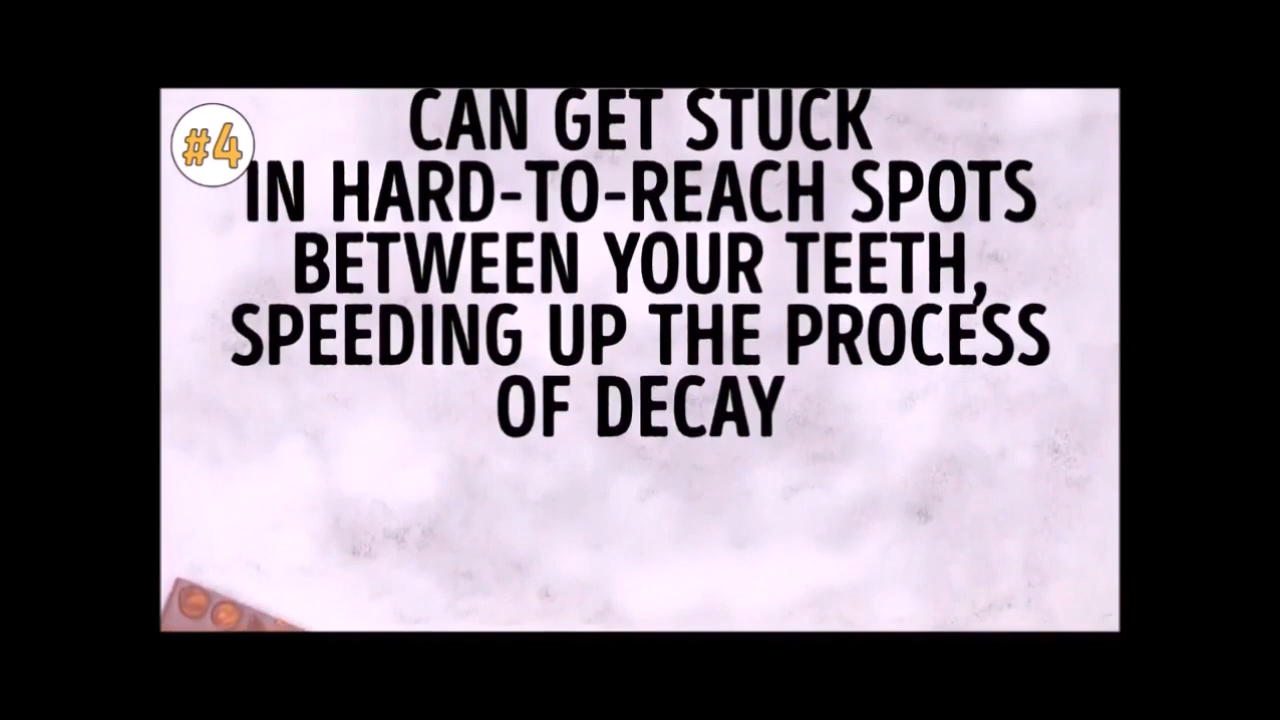 #4
CAN GET STUCK
IN HARD-TO-REACH SPOTS
BETWEEN YOUR TEETH,
SPEEDING UP THE PROCESS
OF DECAY